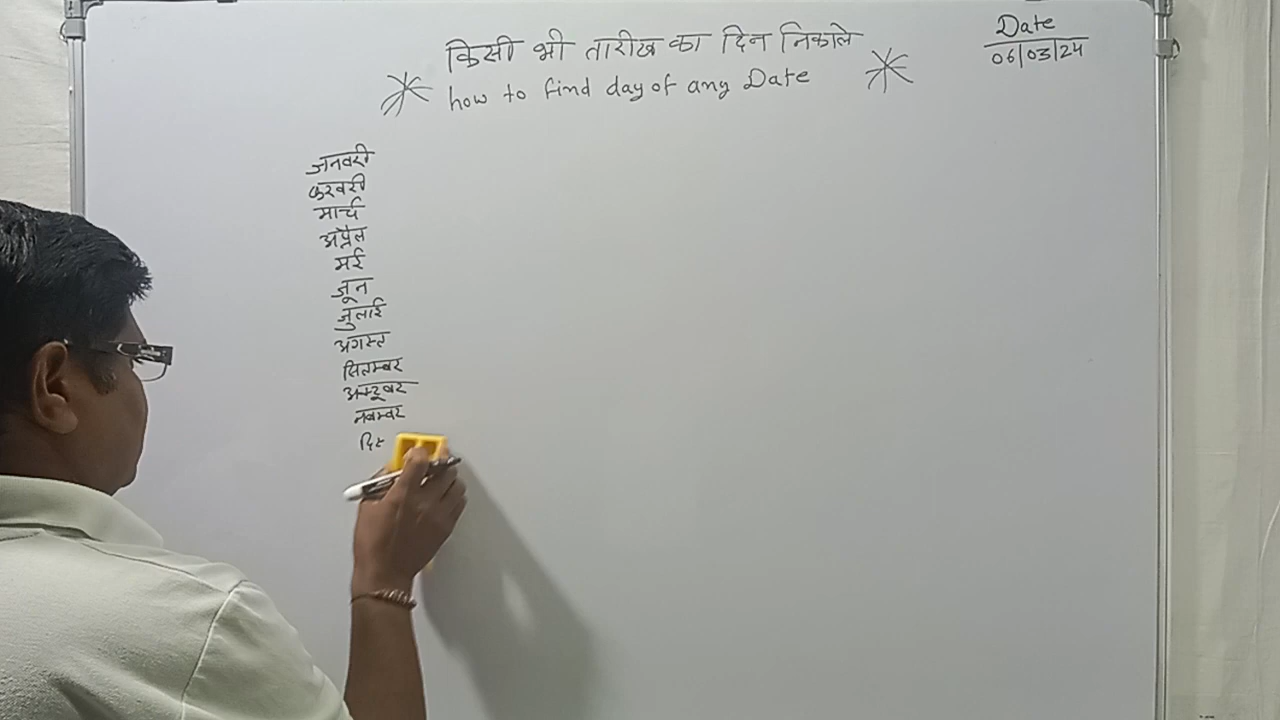 किसी भी तारीख का दिन निकाले
how to find day of any Date
Date
06/03/24
जनवरी
फरवरी
मार्च
अप्रैल
मई
जून
जुलाई
अगस्त
सितम्बर
अक्टूबर
नवम्बर
दिस